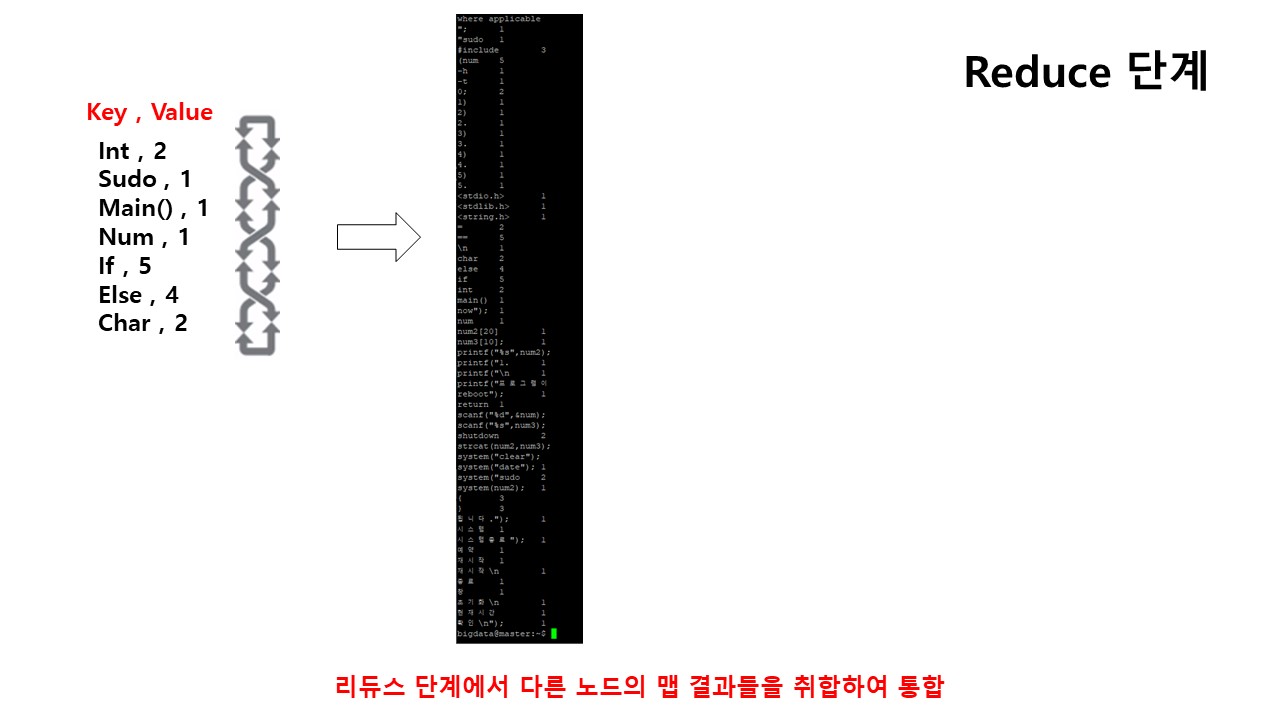 Reduce 단계
Key , Value
Int , 2
Sudo , 1
Main() , 1
Num , 1
If , 5
Else , 4
Char , 2
where applicable
"; 1
"sudo 1
#include 3
(num 5
-h 1
-t 1
0; 2
1) 1
2) 1
2. 1
3) 1
3. 1
4) 1
4. 1
5) 1
5. 1
<stdio.h> 1
<stdlib.h> 1
<string.h> 1
= 2
== 5
\n 1
char 2
else 4
if 5
int 2
main() 1
now"); 1
num 1
num2[20] 1
num3[10]; 1
printf("%s",num2);
printf("1. 1
printf("\n 1
printf("프로그램이
reboot"); 1
return 1
scanf("%d",&num);
scanf("%s",num3);
shutdown 2
strcat(num2,num3);
system("clear");
system("date"); 1
system("sudo 2
system(num2); 1
{ 3
} 3
됩니다."); 1
시스템 1
시스템종료"); 1
예약 1
재시작 1
재시작\n 1
종료 1
창 1
초기화\n 1
현재시간 1
확인\n"); 1
bigdata@master:~$
리듀스 단계에서 다른 노드의 맵 결과들을 취합하여 통합